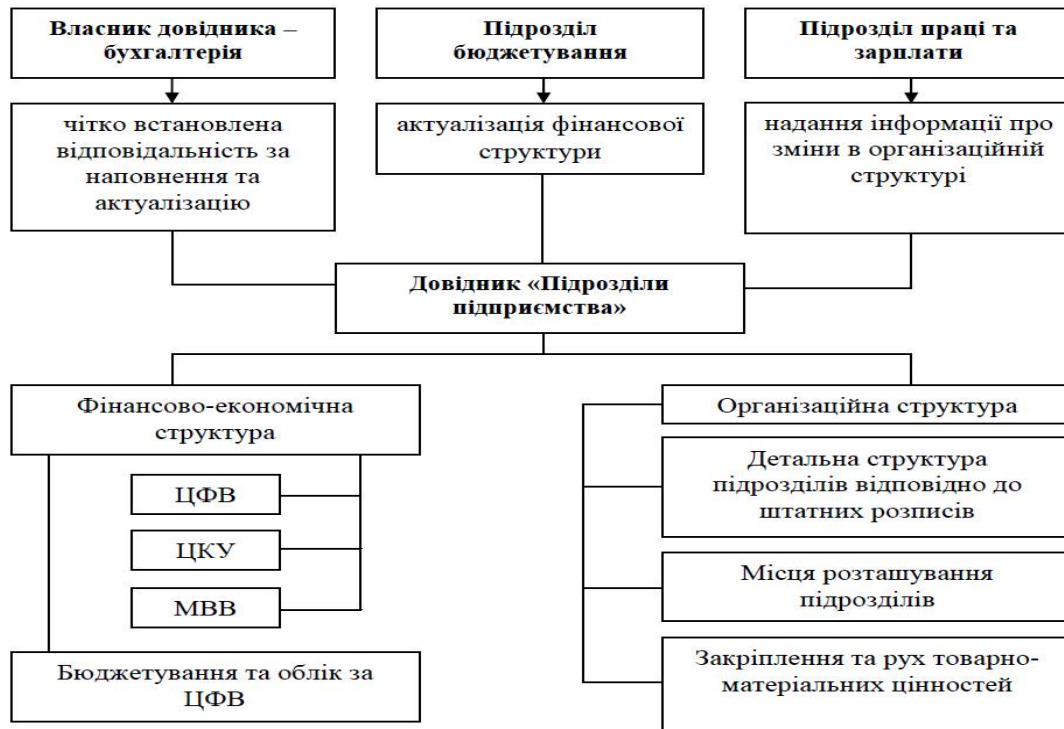 Власник довідника –
бухгалтерія
Підрозділ
бюджетування
Підрозділ праці та
зарплати
чітко встановлена
відповідальність за
наповнення та
актуалізацію
актуалізація фінансової
структури
надання інформації про
зміни в організаційній
структурі
Довідник «Підрозділи
підприємства»
Фінансово-економічна
структура
ЦФВ
ЦКУ
МВВ
Бюджетування та облік за
ЦФВ
Організаційна структура
Детальна структура
підрозділів відповідно до
штатних розписів
Місця розташування
підрозділів
Закріплення та рух товарно-
матеріальних цінностей